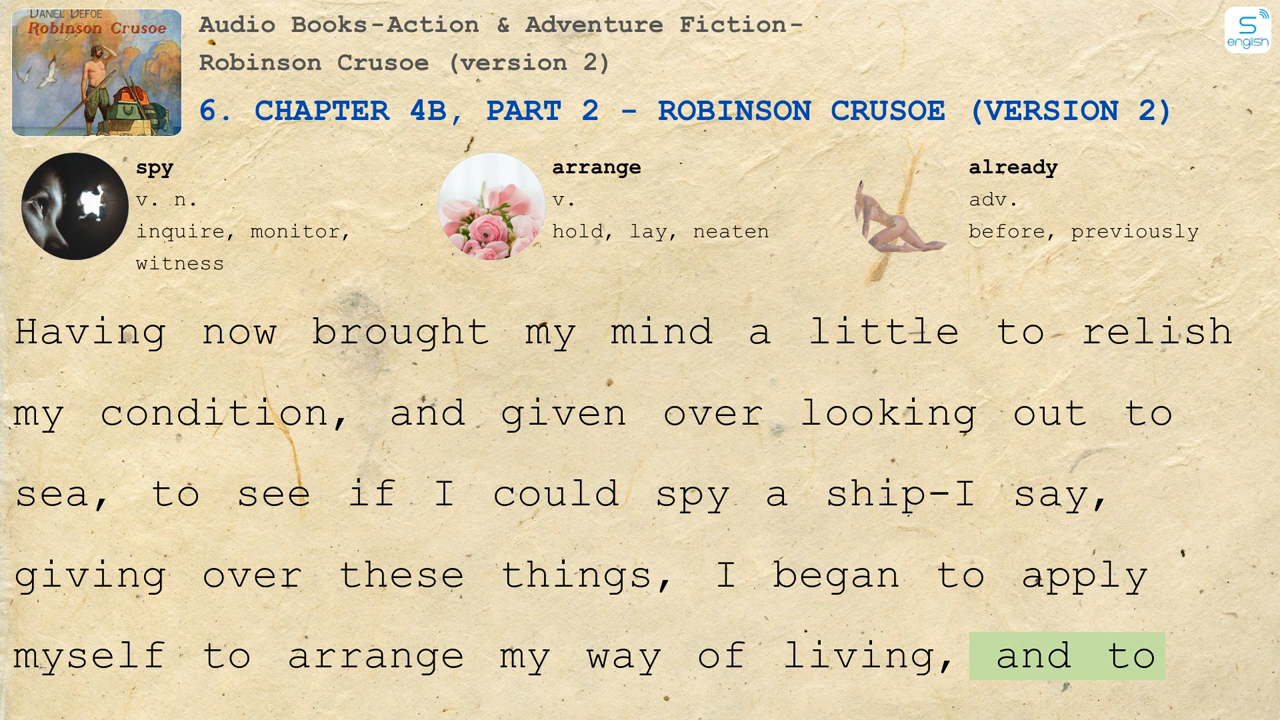 DANIEL DEFOE
Robinson Crusoe
Audio Books-Action & Adventure Fiction-
Robinson Crusoe (version 2)
6. CHAPTER 4B, PART 2 - ROBINSON CRUSOE (VERSION 2)
S
english
spy
v. n.
inquire, monitor,
witness
arrange
v.
hold, lay, neaten
already
adv.
before, previously
Having now brought my mind a little to relish
my condition, and given over looking out to
sea, to see if I could spy a ship-I say,
giving over these things, I began to apply
myself to arrange my way of living, and to